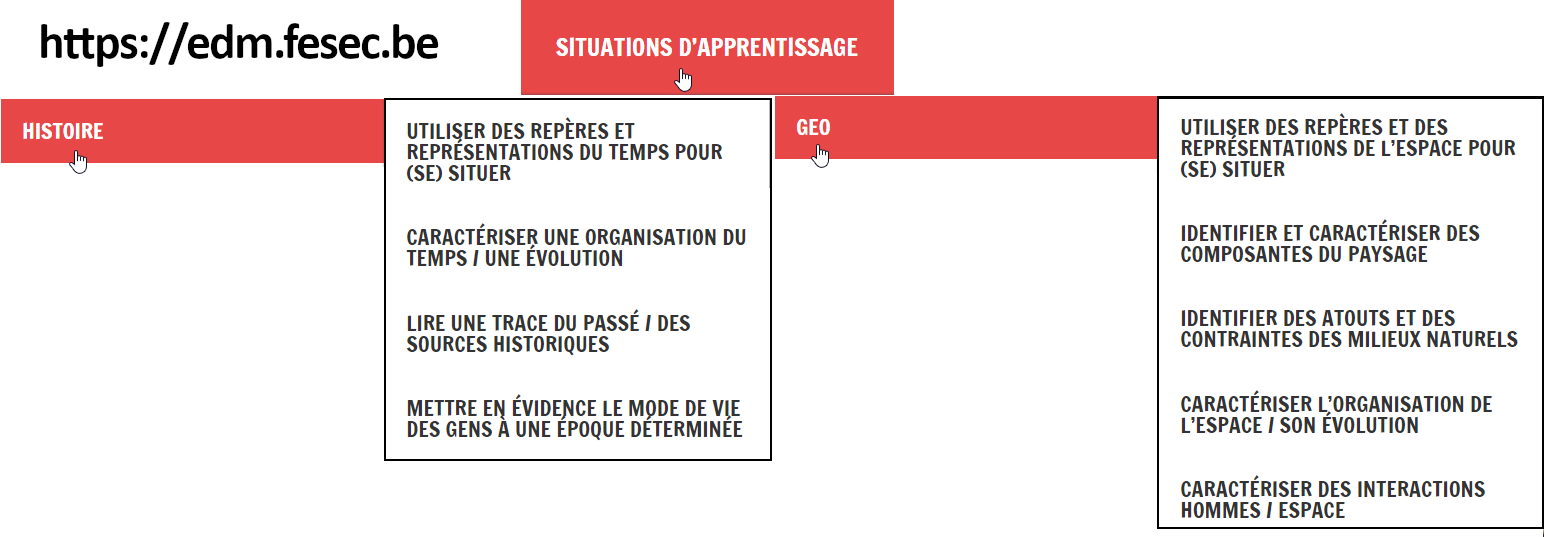 https://edm.fesec.be
SITUATIONS D'APPRENTISSAGE
HISTOIRE
UTILISER DES REPÈRES ET
REPRÉSENTATIONS DU TEMPS POUR
(SE) SITUER
CARACTÉRISER UNE ORGANISATION DU
TEMPS / UNE ÉVOLUTION
LIRE UNE TRACE DU PASSÉ / DES
SOURCES HISTORIQUES
METTRE EN ÉVIDENCE LE MODE DE VIE
DES GENS À UNE ÉPOQUE DÉTERMINÉE
GEO
UTILISER DES REPÈRES ET DES
REPRÉSENTATIONS DE L'ESPACE POUR
(SE) SITUER
IDENTIFIER ET CARACTÉRISER DES
COMPOSANTES DU PAYSAGE
IDENTIFIER DES ATOUTS ET DES
CONTRAINTES DES MILIEUX NATURELS
CARACTÉRISER L'ORGANISATION DE
L'ESPACE / SON ÉVOLUTION
CARACTÉRISER DES INTERACTIONS
HOMMES / ESPACE